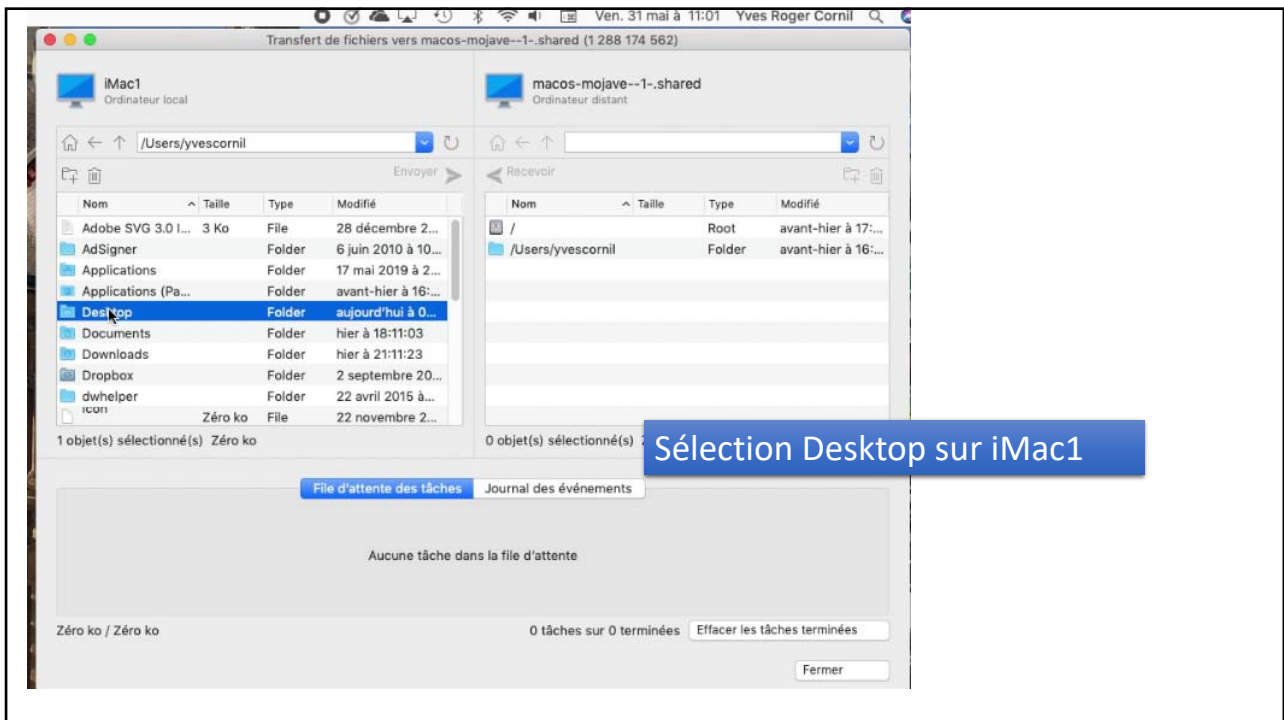 Ven. 31 mai à 11:01 Yves Roger Cornil
Transfert de fichiers vers macos-mojave--1-.shared (1 288 174 562)
iMac1
Ordinateur local
macos-mojave--1-.shared
Ordinateur distant
/Users/yvescornil
Envoyer
Recevoir
Nom Taille Type Modifié
Nom Taille Type Modifié
Adobe SVG 3.0 I... 3 Ko File 28 décembre 2...
/ Root avant-hier à 17:...
AdSigner Folder 6 juin 2010 à 10...
/Users/yvescornil Folder avant-hier à 16:...
Applications Folder 17 mai 2019 à 2...
Applications (Pa... Folder avant-hier à 16:...
Desktop Folder aujourd'hui à 0...
Documents Folder hier à 18:11:03
Downloads Folder hier à 21:11:23
Dropbox Folder 2 septembre 20...
dwhelper Folder 22 avril 2015 à...
Icon Zéro ko File 22 novembre 2...
1 objet(s) sélectionné(s) Zéro ko
0 objet(s) sélectionné(s)
Sélection Desktop sur iMac1
File d'attente des tâches Journal des événements
Aucune tâche dans la file d'attente
Zéro ko / Zéro ko
0 tâches sur 0 terminées Effacer les tâches terminées
Fermer